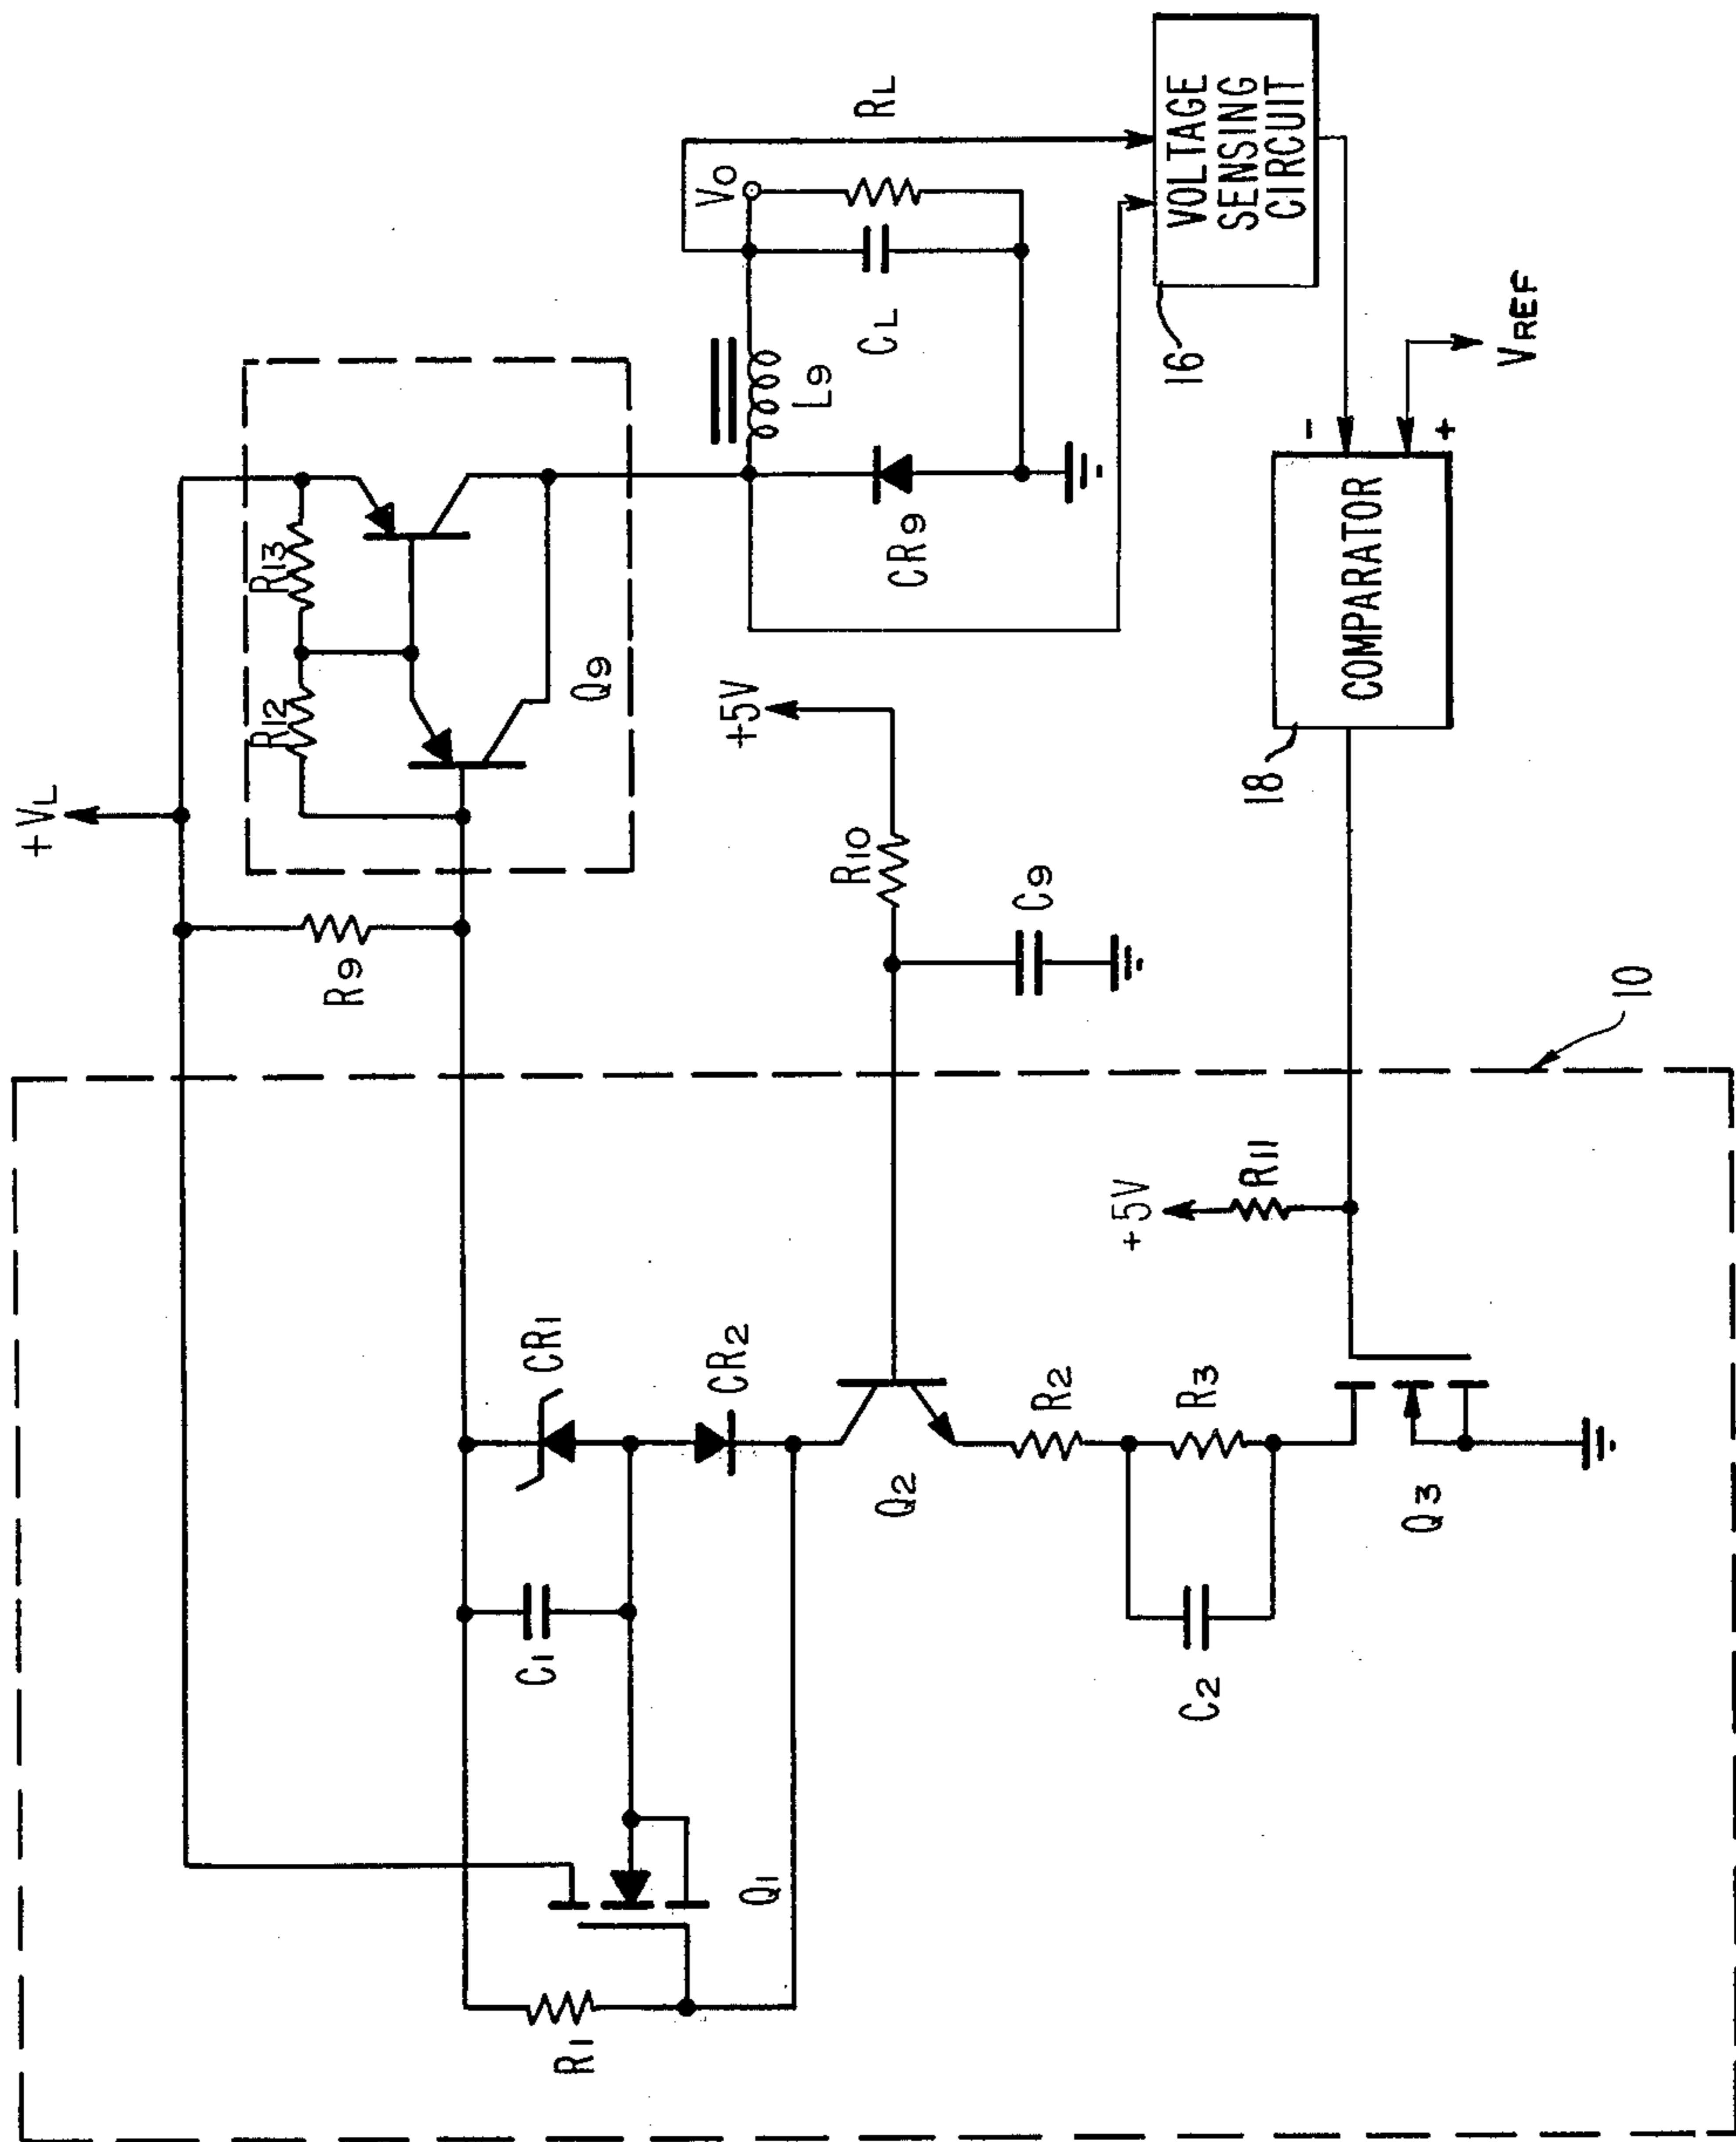 +VL
R13
R12
Q9
R9
VO
RL
L9
CL
CR9
VOLTAGE
SENSING
CIRCUIT
16
+5V
R10
C9
-
+
VREF
COMPARATOR
18
10
CR1
CR2
C1
Q1
R1
Q2
R2
R3
C2
Q3
+5V
R11